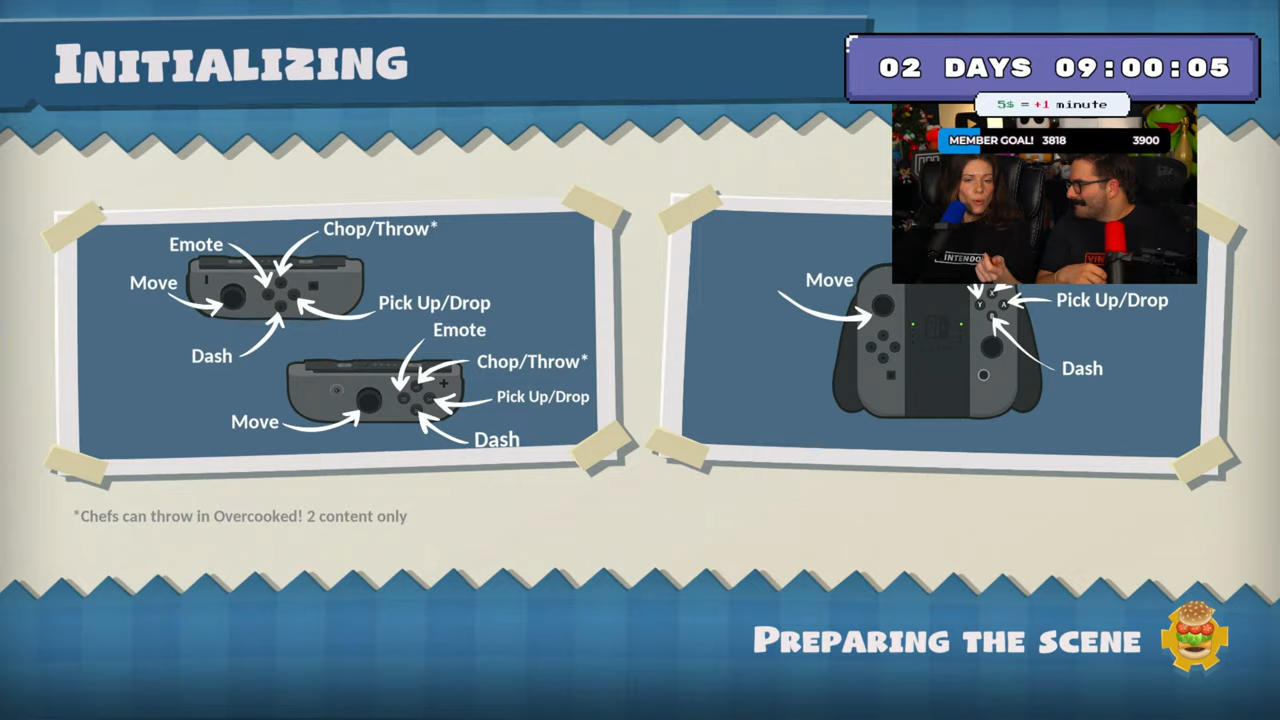 INITIALIZING
02 DAYS 09:00:05
5$ = +1 minute
MEMBER GOAL! 3818 3900
Chop/Throw*
Emote
Move
Pick Up/Drop
Dash
Emote
Chop/Throw*
Pick Up/Drop
Move
Dash
Move
Pick Up/Drop
Dash
X
Y
A
INTENDO
*Chefs can throw in Overcooked! 2 content only
PREPARING THE SCENE